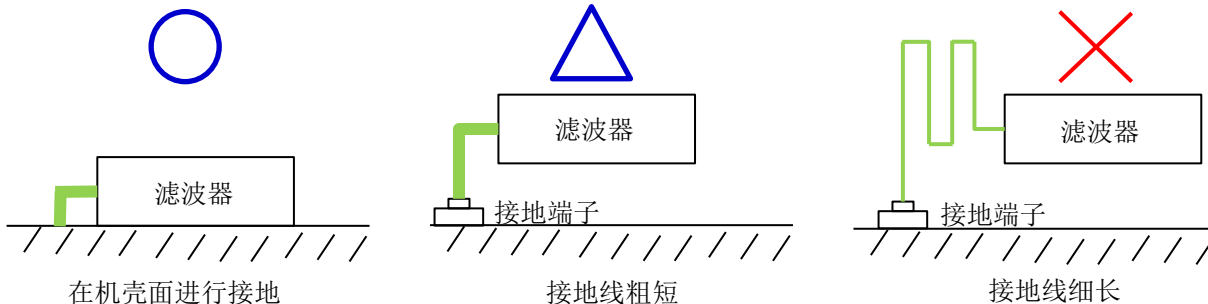 滤波器
在机壳面进行接地
滤波器
接地端子
接地线粗短
滤波器
接地端子
接地线细长